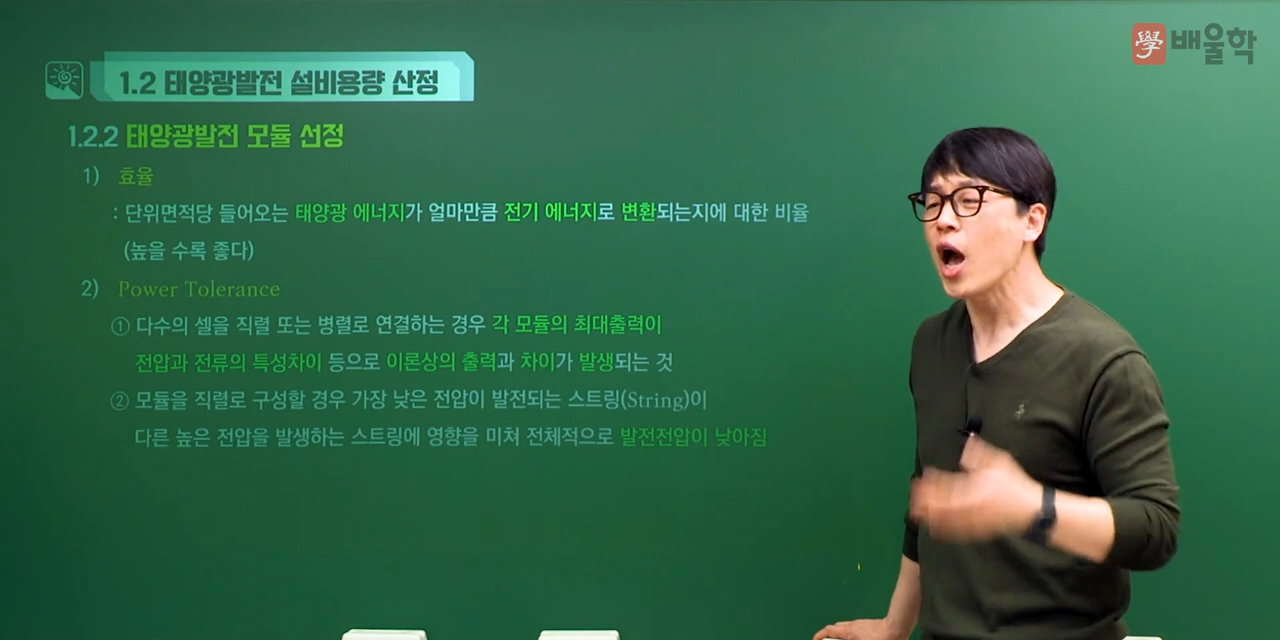 學 배울학
1.2 태양광발전 설비용량 산정
1.2.2 태양광발전 모듈 선정
1) 효율
: 단위면적당 들어오는 태양광 에너지가 얼마만큼 전기 에너지로 변환되는지에 대한 비율
(높을 수록 좋다)
2) Power Tolerance
① 다수의 셀을 직렬 또는 병렬로 연결하는 경우 각 모듈의 최대출력이
전압과 전류의 특성차이 등으로 이론상의 출력과 차이가 발생되는 것
② 모듈을 직렬로 구성할 경우 가장 낮은 전압이 발전되는 스트링(String)이
다른 높은 전압을 발생하는 스트링에 영향을 미쳐 전체적으로 발전전압이 낮아짐